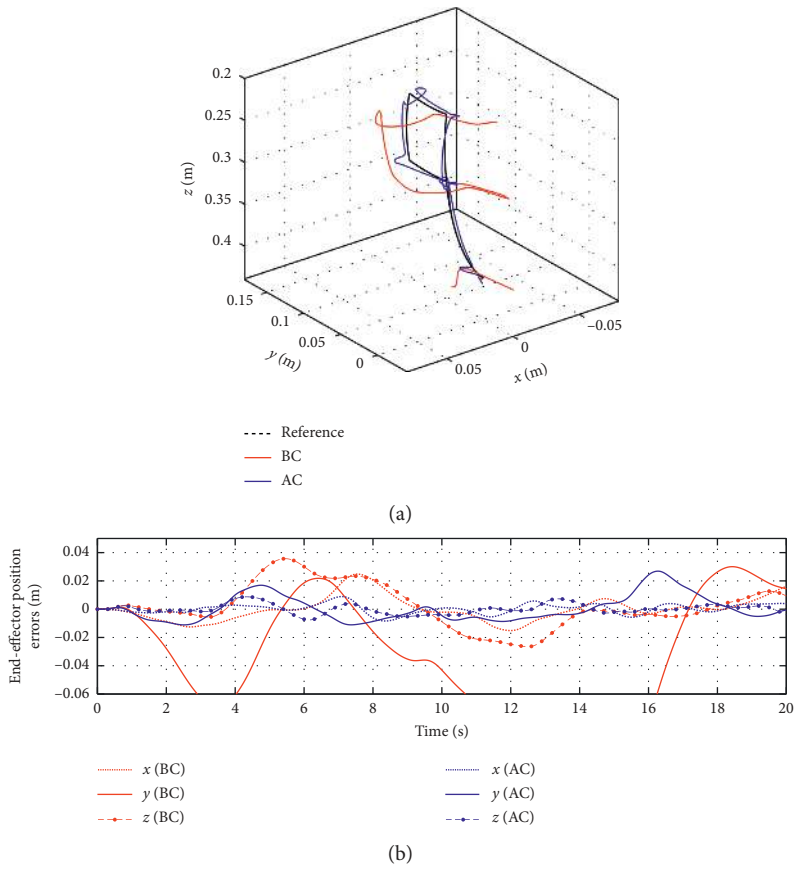 0.2
0.25
0.3
0.35
0.4
z (m)
0.15
0.1
0.05
0
y (m)
0.05
0
−0.05
x (m)
Reference
BC
AC
(a)
0.04
0.02
0
−0.02
−0.04
−0.06
End-effector position
errors (m)
0 2 4 6 8 10 12 14 16 18 20
Time (s)
x (BC)
y (BC)
z (BC)
x (AC)
y (AC)
z (AC)
(b)